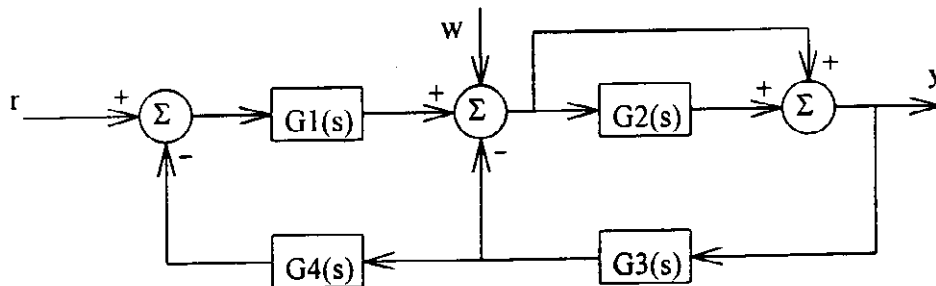 w
r + Σ G1(s) + Σ G2(s) + Σ + y
- -
G4(s) G3(s)